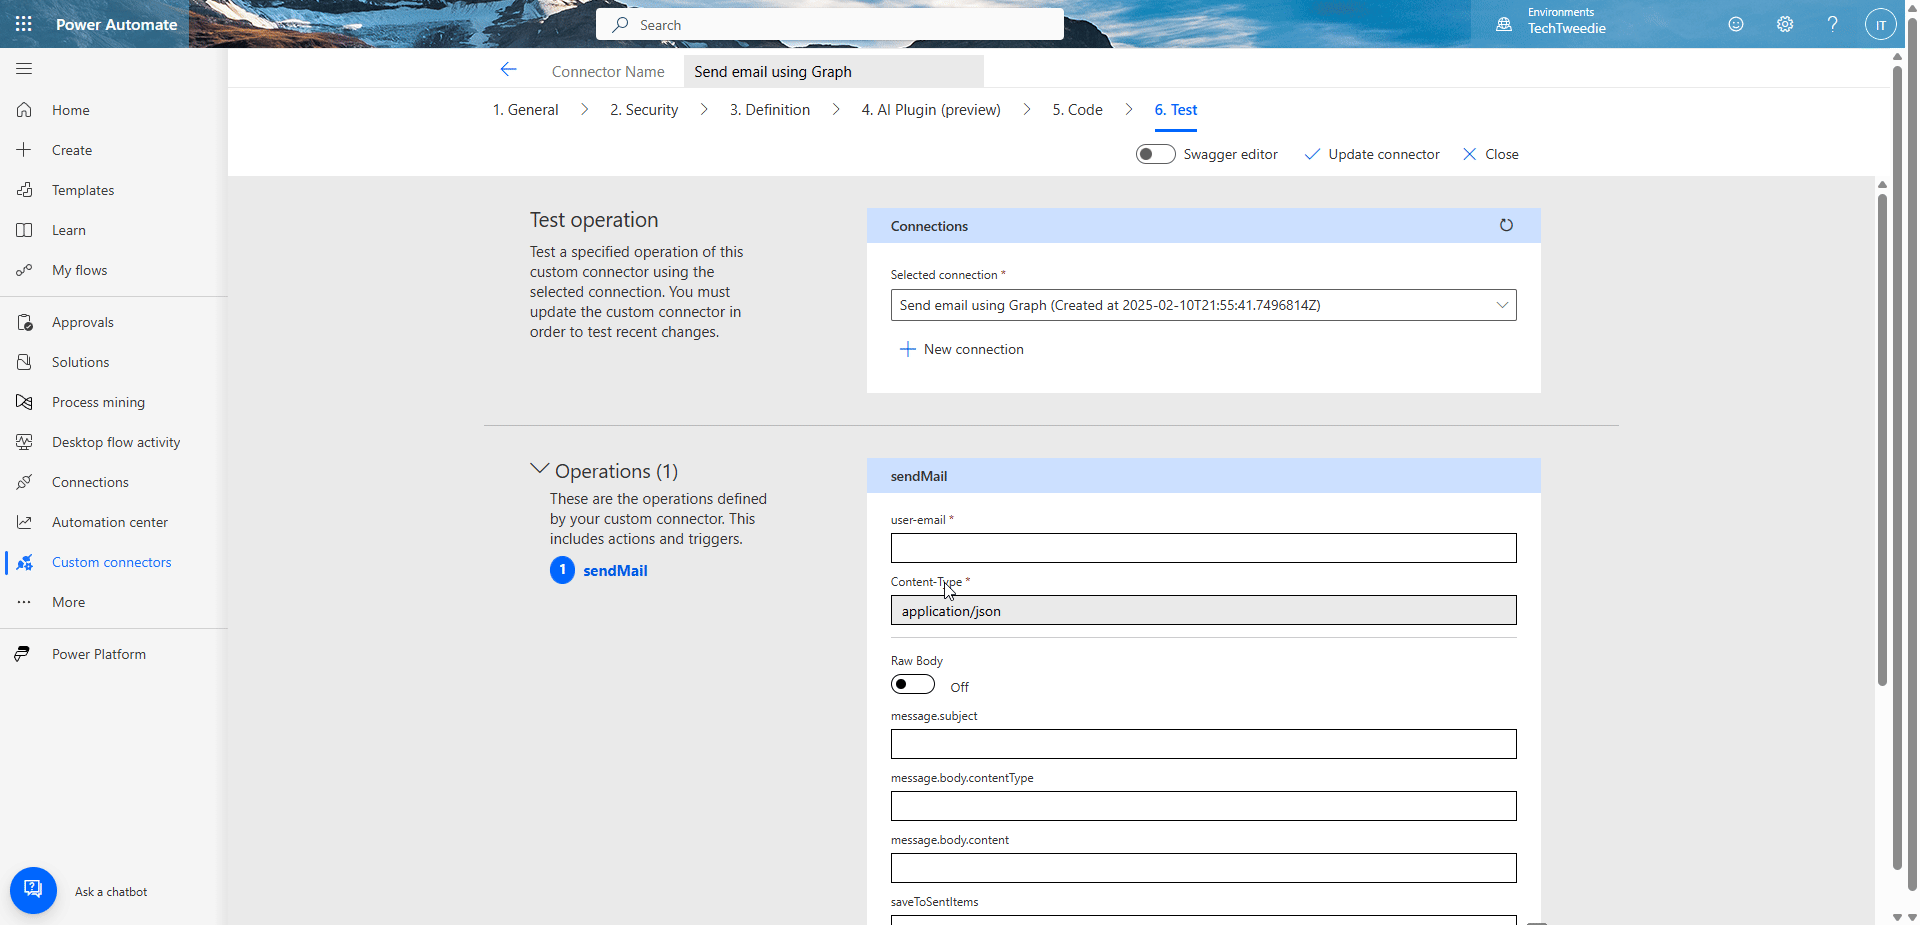 Power Automate
Search
Environments
TechTweedie
IT
Home
Create
Templates
Learn
My flows
Approvals
Solutions
Process mining
Desktop flow activity
Connections
Automation center
Custom connectors
More
Power Platform
Ask a chatbot
Connector Name
Send email using Graph
1. General
2. Security
3. Definition
4. AI Plugin (preview)
5. Code
6. Test
Swagger editor
Update connector
Close
Test operation
Test a specified operation of this
custom connector using the
selected connection. You must
update the custom connector in
order to test recent changes.
Connections
Selected connection *
Send email using Graph (Created at 2025-02-10T21:55:41.7496814Z)
New connection
Operations (1)
These are the operations defined
by your custom connector. This
includes actions and triggers.
1 sendMail
sendMail
user-email *
Content-Type *
application/json
Raw Body
Off
message.subject
message.body.contentType
message.body.content
saveToSentItems